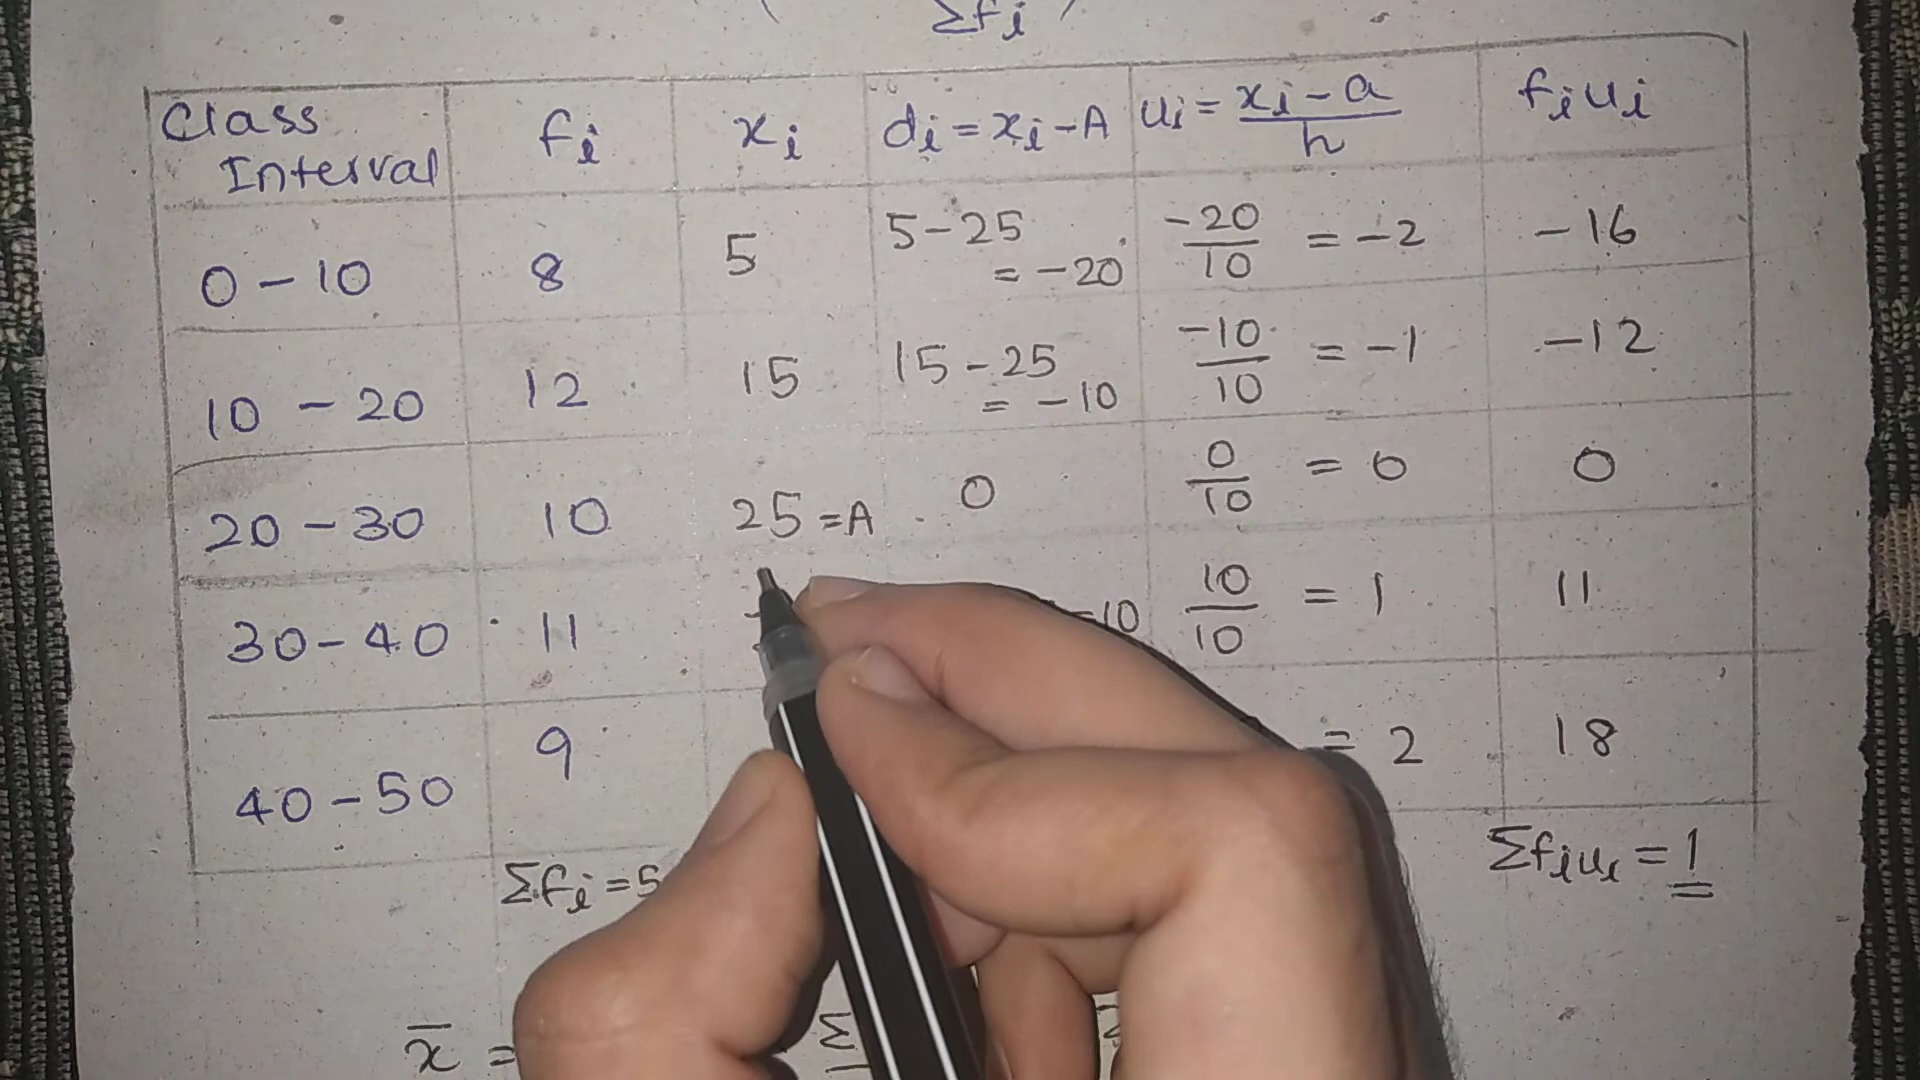 Σfi
Class Interval fi xi di = xi - A ui = xi - a / h fiui
0 - 10 8 5 5 - 25 = -20 -20/10 = -2 -16
10 - 20 12 15 15 - 25 = -10 -10/10 = -1 -12
20 - 30 10 25 = A 0 0/10 = 0 0
30 - 40 11 =10 10/10 = 1 11
40 - 50 9 = 2 18
Σfi = 5 Σfiui = 1
x̄ = Σ